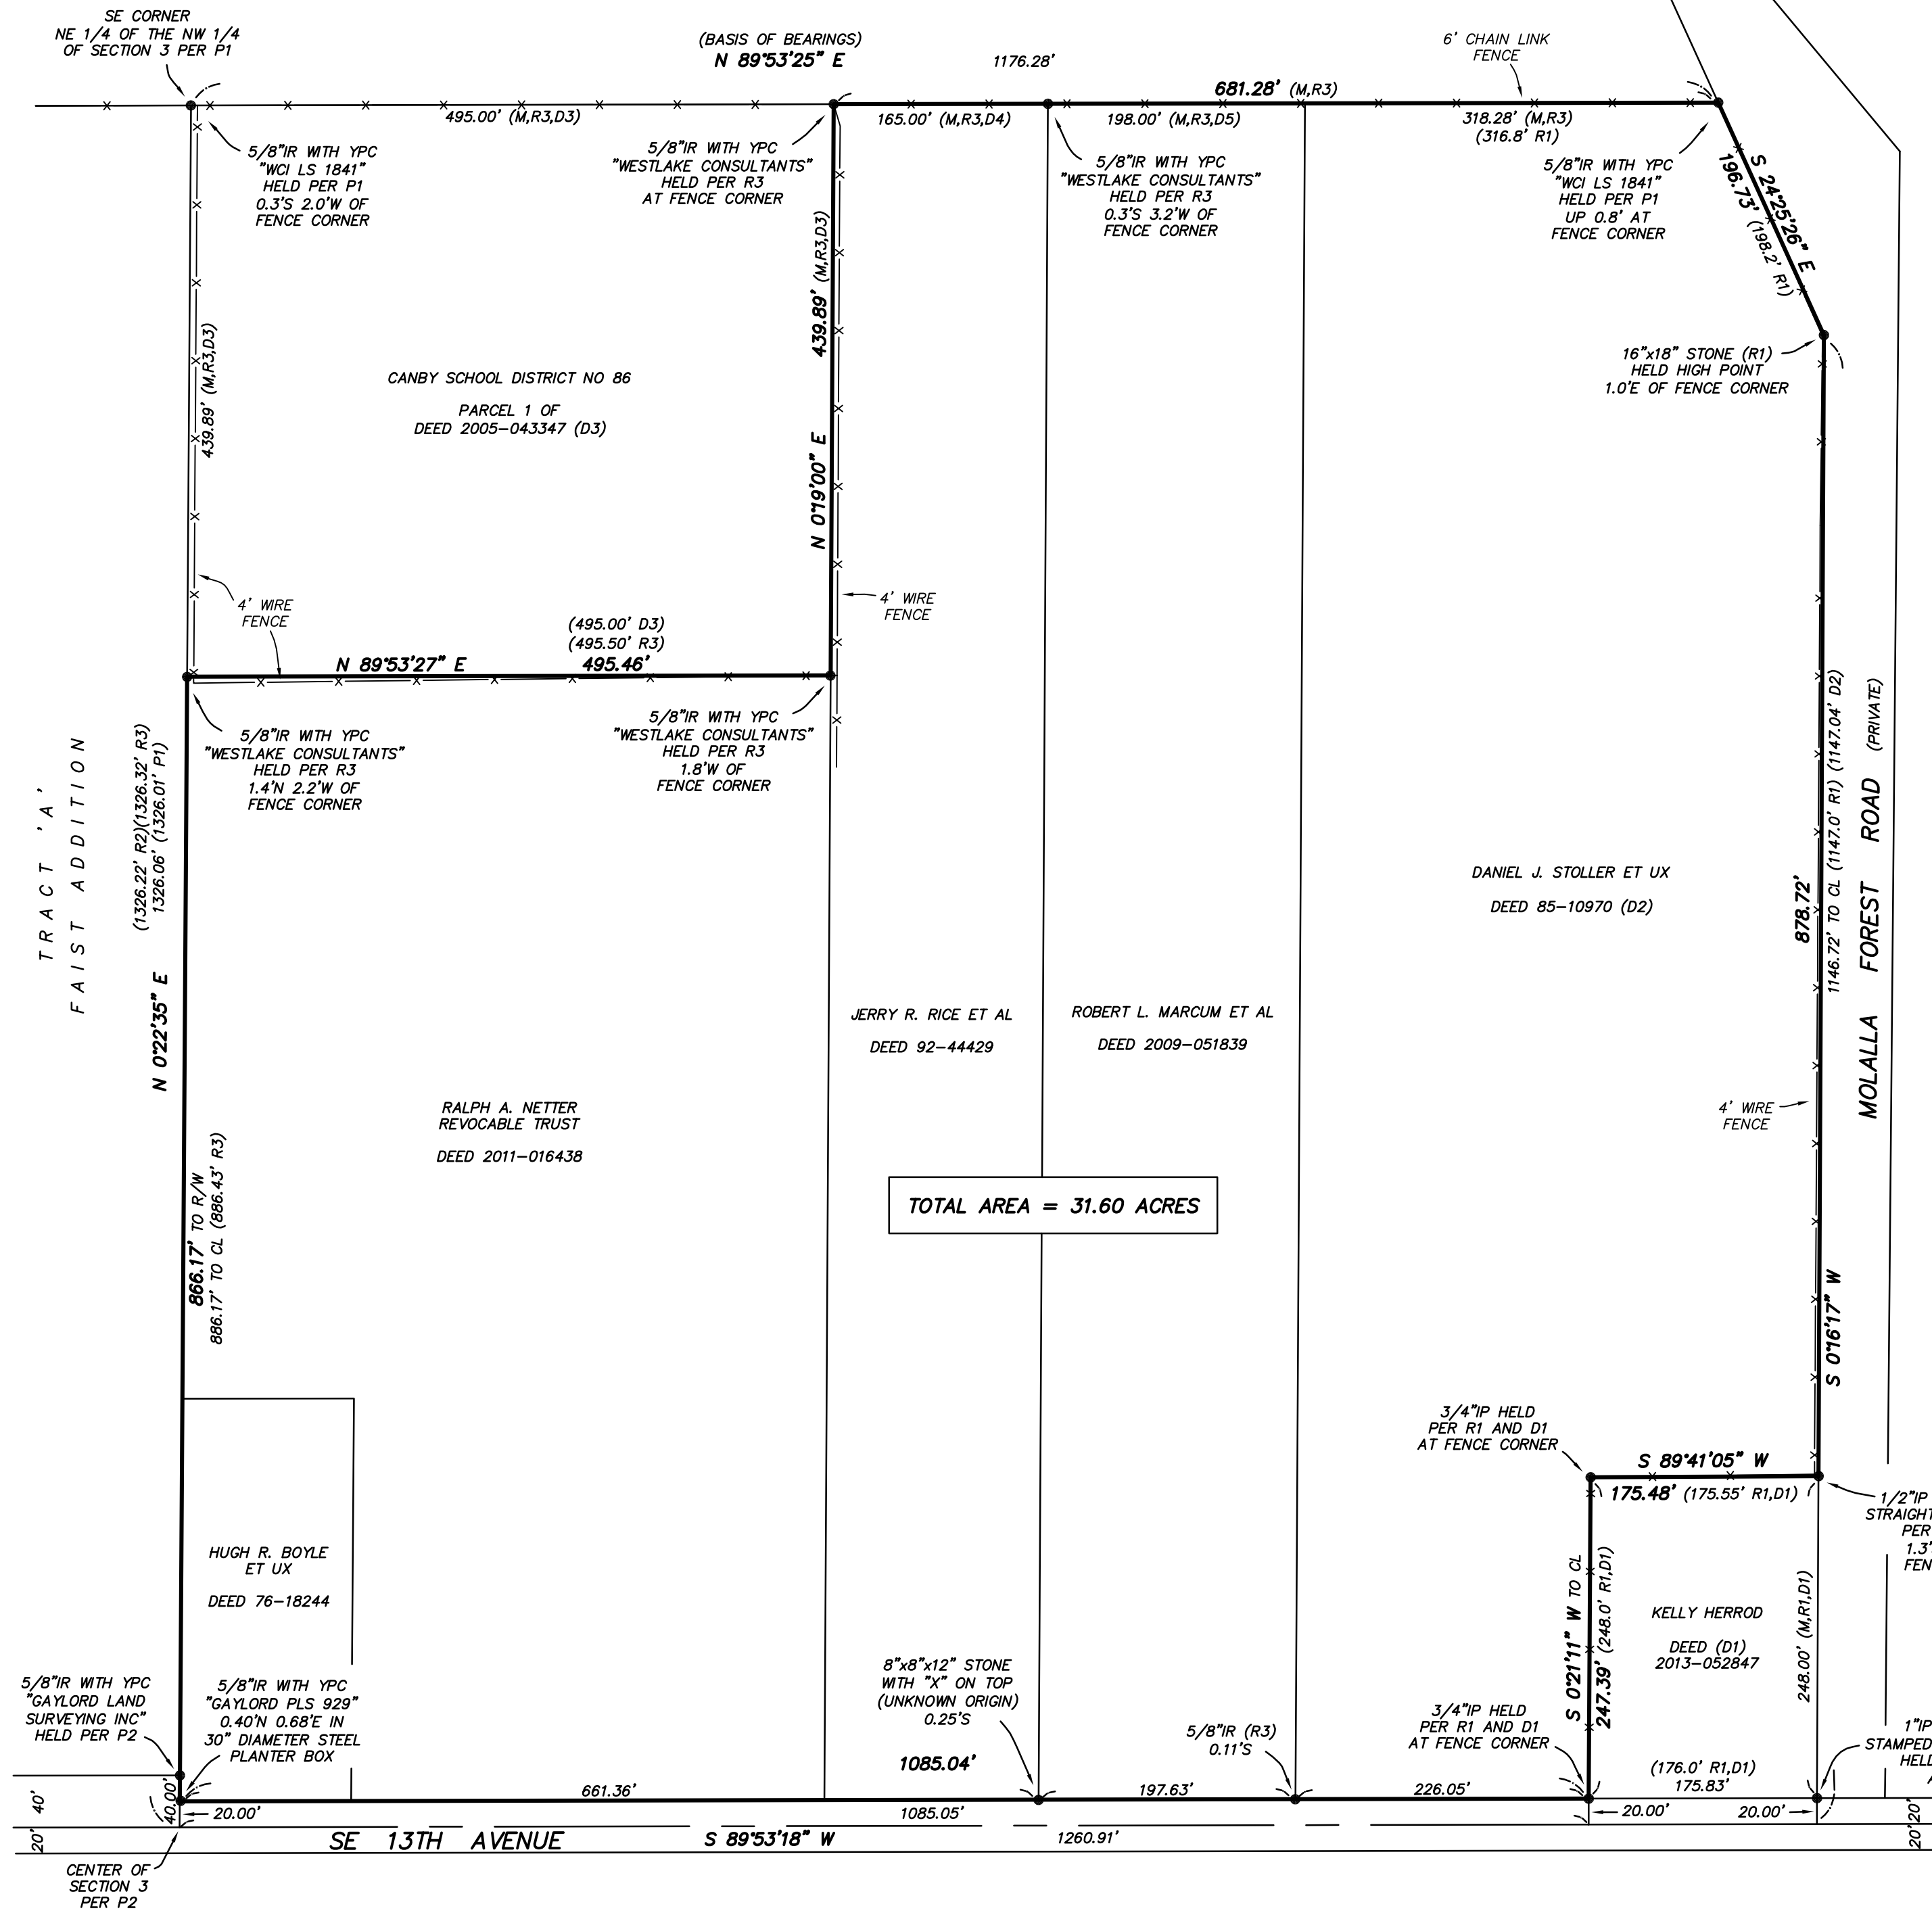 SE CORNER
NE 1/4 OF THE NW 1/4
OF SECTION 3 PER P1
(BASIS OF BEARINGS)
N 89°53'25" E
1176.28'
6' CHAIN LINK
FENCE
681.28' (M,R3)
495.00' (M,R3,D3)
165.00' (M,R3,D4)
198.00' (M,R3,D5)
318.28' (M,R3)
(316.8' R1)
5/8"IR WITH YPC
"WCI LS 1841"
HELD PER P1
0.3'S 2.0'W OF
FENCE CORNER
5/8"IR WITH YPC
"WESTLAKE CONSULTANTS"
HELD PER R3
AT FENCE CORNER
5/8"IR WITH YPC
"WESTLAKE CONSULTANTS"
HELD PER R3
0.3'S 3.2'W OF
FENCE CORNER
5/8"IR WITH YPC
"WCI LS 1841"
HELD PER P1
UP 0.8' AT
FENCE CORNER
S 24°25'26" E
196.73' (198.2' R1)
439.89' (M,R3,D3)
439.89' (M,R3,D3)
N 0°19'00" E
16"x18" STONE (R1)
HELD HIGH POINT
1.0'E OF FENCE CORNER
CANBY SCHOOL DISTRICT NO 86
PARCEL 1 OF
DEED 2005-043347 (D3)
4' WIRE
FENCE
4' WIRE
FENCE
(495.00' D3)
(495.50' R3)
N 89°53'27" E
495.46'
5/8"IR WITH YPC
"WESTLAKE CONSULTANTS"
HELD PER R3
1.4'N 2.2'W OF
FENCE CORNER
5/8"IR WITH YPC
"WESTLAKE CONSULTANTS"
HELD PER R3
1.8'W OF
FENCE CORNER
TRACT 'A'
FAIST ADDITION
(1326.22' R2)(1326.32' R3)
1326.06' (1326.01' P1)
N 0°22'35" E
DANIEL J. STOLLER ET UX
DEED 85-10970 (D2)
878.72'
1146.72' TO CL (1147.0' R1) (1147.04' D2)
MOLALLA FOREST ROAD (PRIVATE)
JERRY R. RICE ET AL
DEED 92-44429
ROBERT L. MARCUM ET AL
DEED 2009-051839
RALPH A. NETTER
REVOCABLE TRUST
DEED 2011-016438
4' WIRE
FENCE
866.17' TO R/W
886.17' TO CL (886.43' R3)
TOTAL AREA = 31.60 ACRES
S 0°16'17" W
3/4"IP HELD
PER R1 AND D1
AT FENCE CORNER
S 89°41'05" W
175.48' (175.55' R1,D1)
1/2"IP
STRAIGHT
PER
1.3'
FEN
HUGH R. BOYLE
ET UX
DEED 76-18244
S 0°21'11" W TO CL
247.39' (248.0' R1,D1)
KELLY HERROD
DEED (D1)
2013-052847
248.00' (M,R1,D1)
5/8"IR WITH YPC
"GAYLORD LAND
SURVEYING INC"
HELD PER P2
5/8"IR WITH YPC
"GAYLORD PLS 929"
0.40'N 0.68'E IN
30" DIAMETER STEEL
PLANTER BOX
8"x8"x12" STONE
WITH "X" ON TOP
(UNKNOWN ORIGIN)
0.25'S
5/8"IR (R3)
0.11'S
3/4"IP HELD
PER R1 AND D1
AT FENCE CORNER
1"IP
STAMPED
HELD
1085.04'
(176.0' R1,D1)
175.83'
661.36'
197.63'
226.05'
40'
40.00'
20.00'
1085.05'
20.00'
20.00'
20'
20'
SE 13TH AVENUE
S 89°53'18" W
1260.91'
20'
CENTER OF
SECTION 3
PER P2